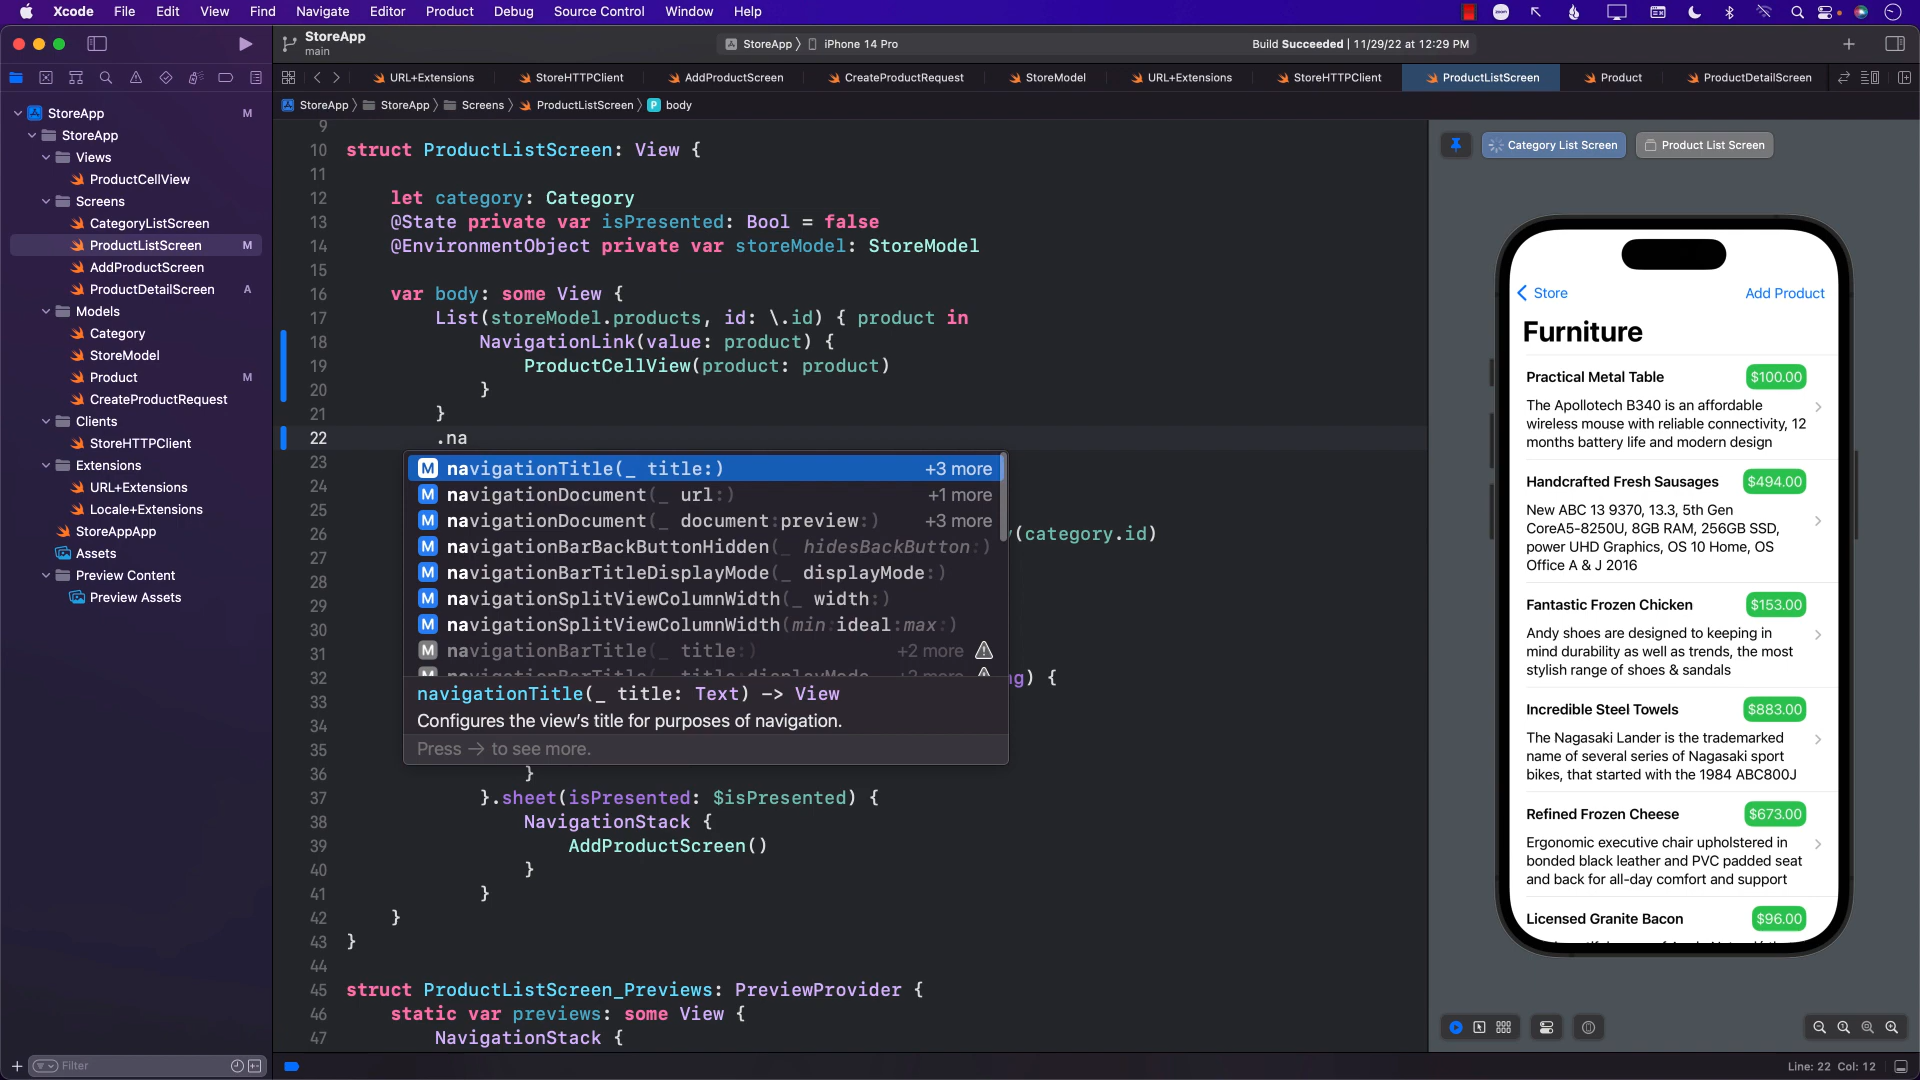 Xcode File Edit View Find Navigate Editor Product Debug Source Control Window Help
StoreApp
main
StoreApp 〉 iPhone 14 Pro
Build Succeeded | 11/29/22 at 12:29 PM
URL+Extensions StoreHTTPClient AddProductScreen CreateProductRequest StoreModel URL+Extensions StoreHTTPClient ProductListScreen Product ProductDetailScreen
StoreApp 〉 StoreApp 〉 Screens 〉 ProductListScreen 〉 P body
StoreApp M
StoreApp
Views
ProductCellView
Screens
CategoryListScreen
ProductListScreen M
AddProductScreen
ProductDetailScreen A
Models
Category
StoreModel
Product M
CreateProductRequest
Clients
StoreHTTPClient
Extensions
URL+Extensions
Locale+Extensions
StoreAppApp
Assets
Preview Content
Preview Assets
Filter
9
10 struct ProductListScreen: View {
11
12 let category: Category
13 @State private var isPresented: Bool = false
14 @EnvironmentObject private var storeModel: StoreModel
15
16 var body: some View {
17 List(storeModel.products, id: \.id) { product in
18 NavigationLink(value: product) {
19 ProductCellView(product: product)
20 }
21 }
22 .na
23
24
25
26 (category.id)
27
28
29
30
31
32 ng) {
33
34
35
36 }
37 }.sheet(isPresented: $isPresented) {
38 NavigationStack {
39 AddProductScreen()
40 }
41 }
42 }
43 }
44
45 struct ProductListScreen_Previews: PreviewProvider {
46 static var previews: some View {
47 NavigationStack {
M navigationTitle(_ title:) +3 more
M navigationDocument(_ url:) +1 more
M navigationDocument(_ document:preview:) +3 more
M navigationBarBackButtonHidden(_ hidesBackButton:)
M navigationBarTitleDisplayMode(_ displayMode:)
M navigationSplitViewColumnWidth(_ width:)
M navigationSplitViewColumnWidth(min:ideal:max:)
M navigationBarTitle(_ title:) +2 more
navigationTitle(_ title: Text) -> View
Configures the view's title for purposes of navigation.
Press → to see more.
Category List Screen Product List Screen
Store Add Product
Furniture
Practical Metal Table $100.00
The Apollotech B340 is an affordable
wireless mouse with reliable connectivity, 12
months battery life and modern design
Handcrafted Fresh Sausages $494.00
New ABC 13 9370, 13.3, 5th Gen
CoreA5-8250U, 8GB RAM, 256GB SSD,
power UHD Graphics, OS 10 Home, OS
Office A & J 2016
Fantastic Frozen Chicken $153.00
Andy shoes are designed to keeping in
mind durability as well as trends, the most
stylish range of shoes & sandals
Incredible Steel Towels $883.00
The Nagasaki Lander is the trademarked
name of several series of Nagasaki sport
bikes, that started with the 1984 ABC800J
Refined Frozen Cheese $673.00
Ergonomic executive chair upholstered in
bonded black leather and PVC padded seat
and back for all-day comfort and support
Licensed Granite Bacon $96.00
Line: 22 Col: 12